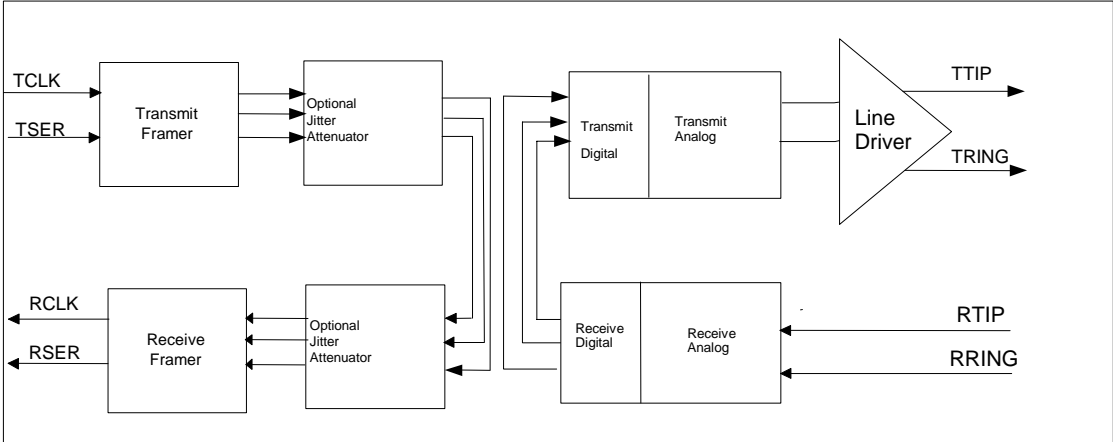 TCLK
TSER
Transmit
Framer
Optional
Jitter
Attenuator
Transmit
Digital
Transmit
Analog
Line
Driver
TTIP
TRING
RCLK
RSER
Receive
Framer
Optional
Jitter
Attenuator
Receive
Digital
Receive
Analog
RTIP
RRING